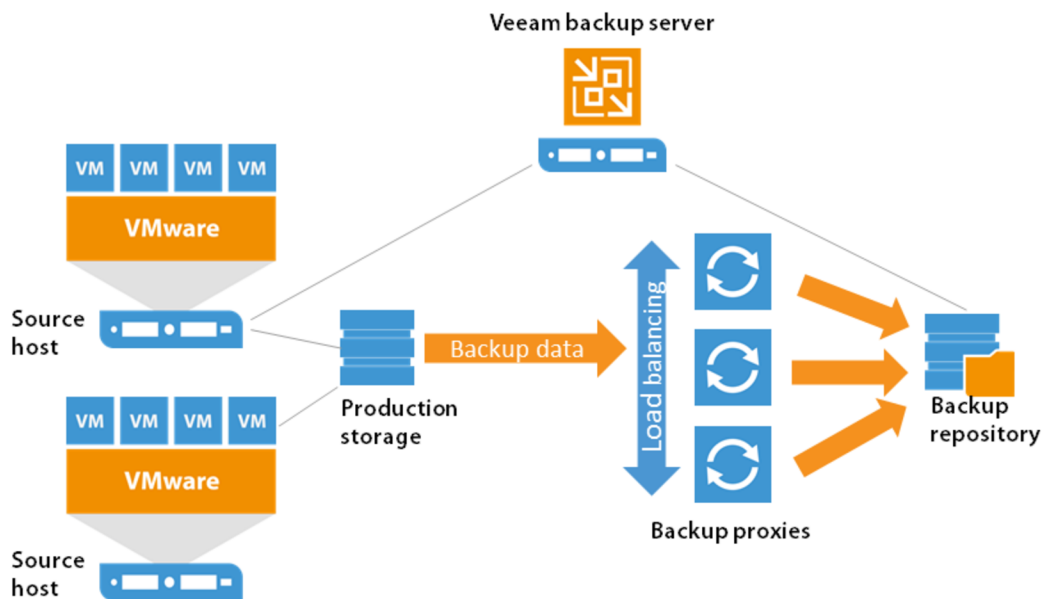 Veeam backup server
VM VM VM VM
VMware
Source
host
Production
storage
Backup data
Load balancing
Backup proxies
Backup
repository
VM VM VM VM
VMware
Source
host